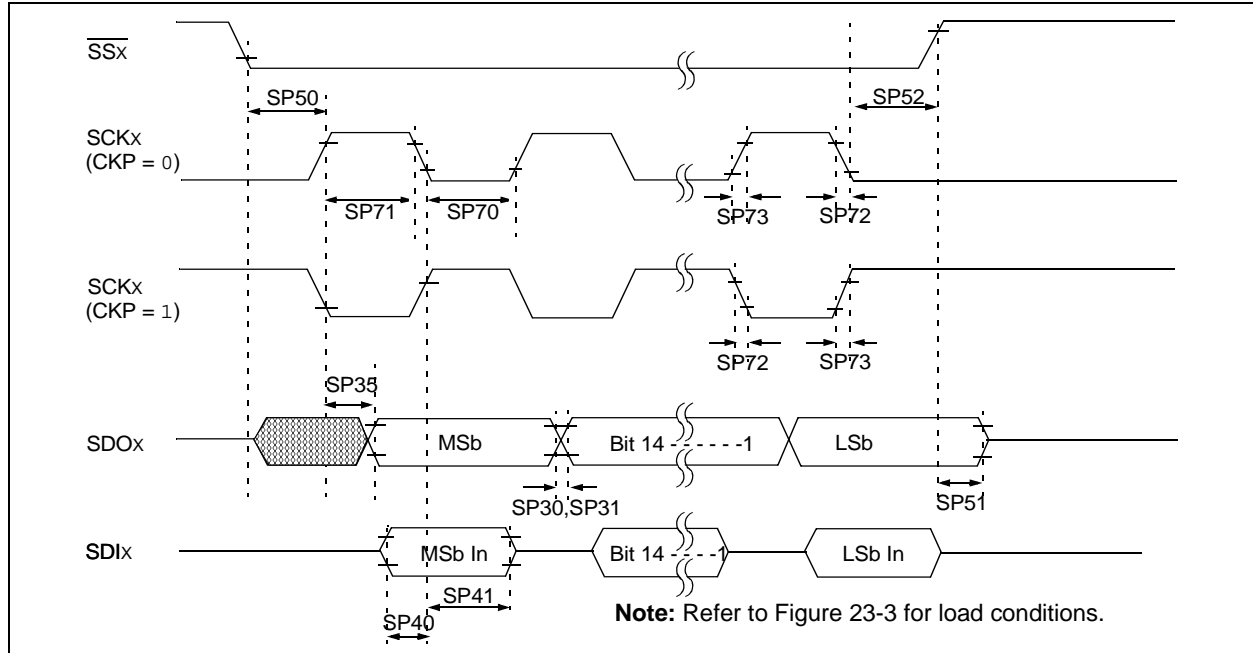 SSX
SP50
SP52
SCKX
(CKP = 0)
SP71
SP70
SP73
SP72
SCKX
(CKP = 1)
SP72
SP73
SP35
SDOX
MSb
Bit 14 - - - - - -1
LSb
SP30,SP31
SP51
SDIX
MSb In
Bit 14 - - - -1
LSb In
SP41
SP40
Note: Refer to Figure 23-3 for load conditions.